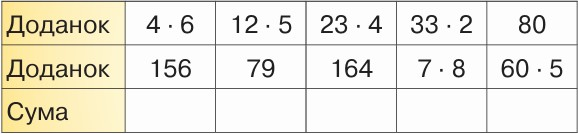 Доданок 4 · 6 12 · 5 23 · 4 33 · 2 80
Доданок 156 79 164 7 · 8 60 · 5
Сума